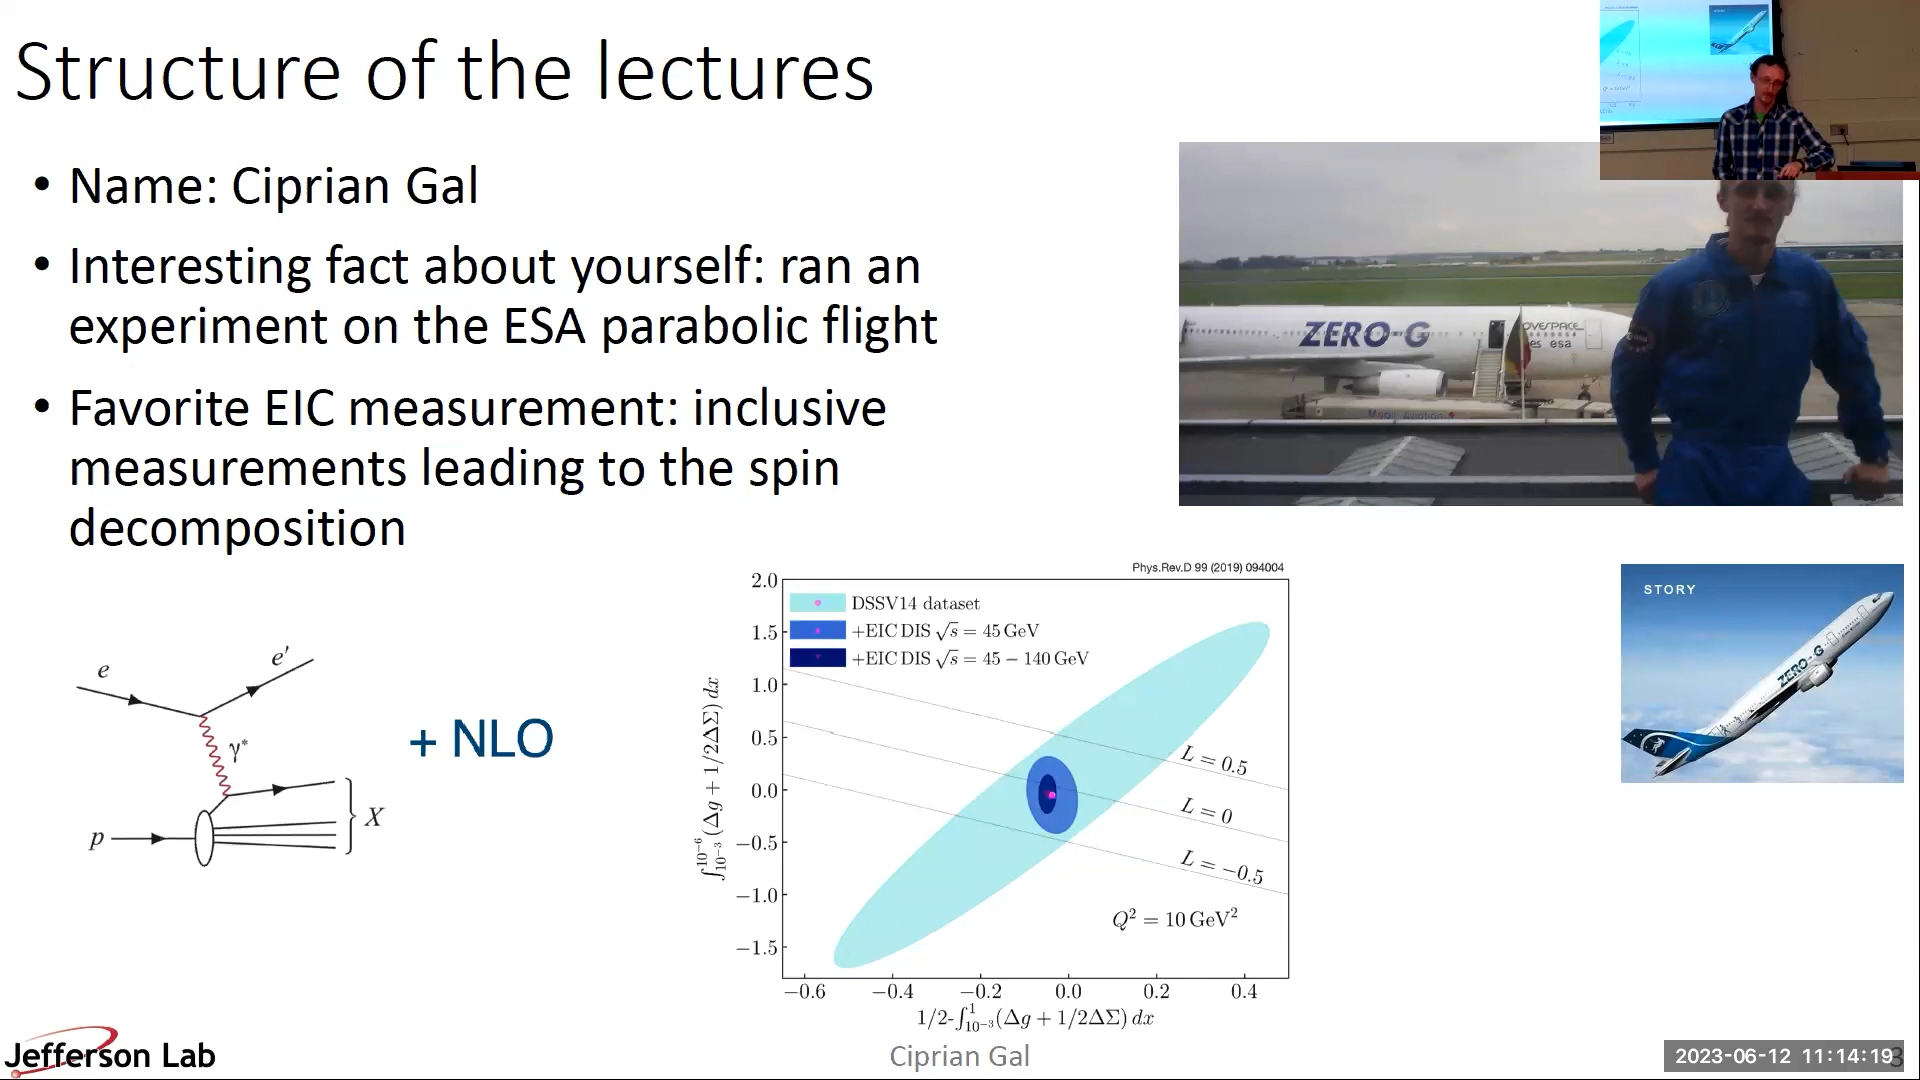 Structure of the lectures
• Name: Ciprian Gal
• Interesting fact about yourself: ran an
experiment on the ESA parabolic flight
• Favorite EIC measurement: inclusive
measurements leading to the spin
decomposition
ZERO-G
esa
STORY
ZERO-G
e
e′
γ*
p
X
+ NLO
Phys.Rev.D 99 (2019) 094004
DSSV14 dataset
+EIC DIS √s = 45 GeV
+EIC DIS √s = 45 − 140 GeV
2.0
1.5
1.0
0.5
0.0
−0.5
−1.0
−1.5
L = 0.5
L = 0
L = −0.5
Q² = 10 GeV²
−0.6 −0.4 −0.2 0.0 0.2 0.4
∫₁₀₋₃¹⁰⁻⁶(Δg + 1/2ΔΣ) dx
1/2-∫₁₀₋₃¹(Δg + 1/2ΔΣ) dx
Jefferson Lab
Ciprian Gal
2023-06-12 11:14:19
3